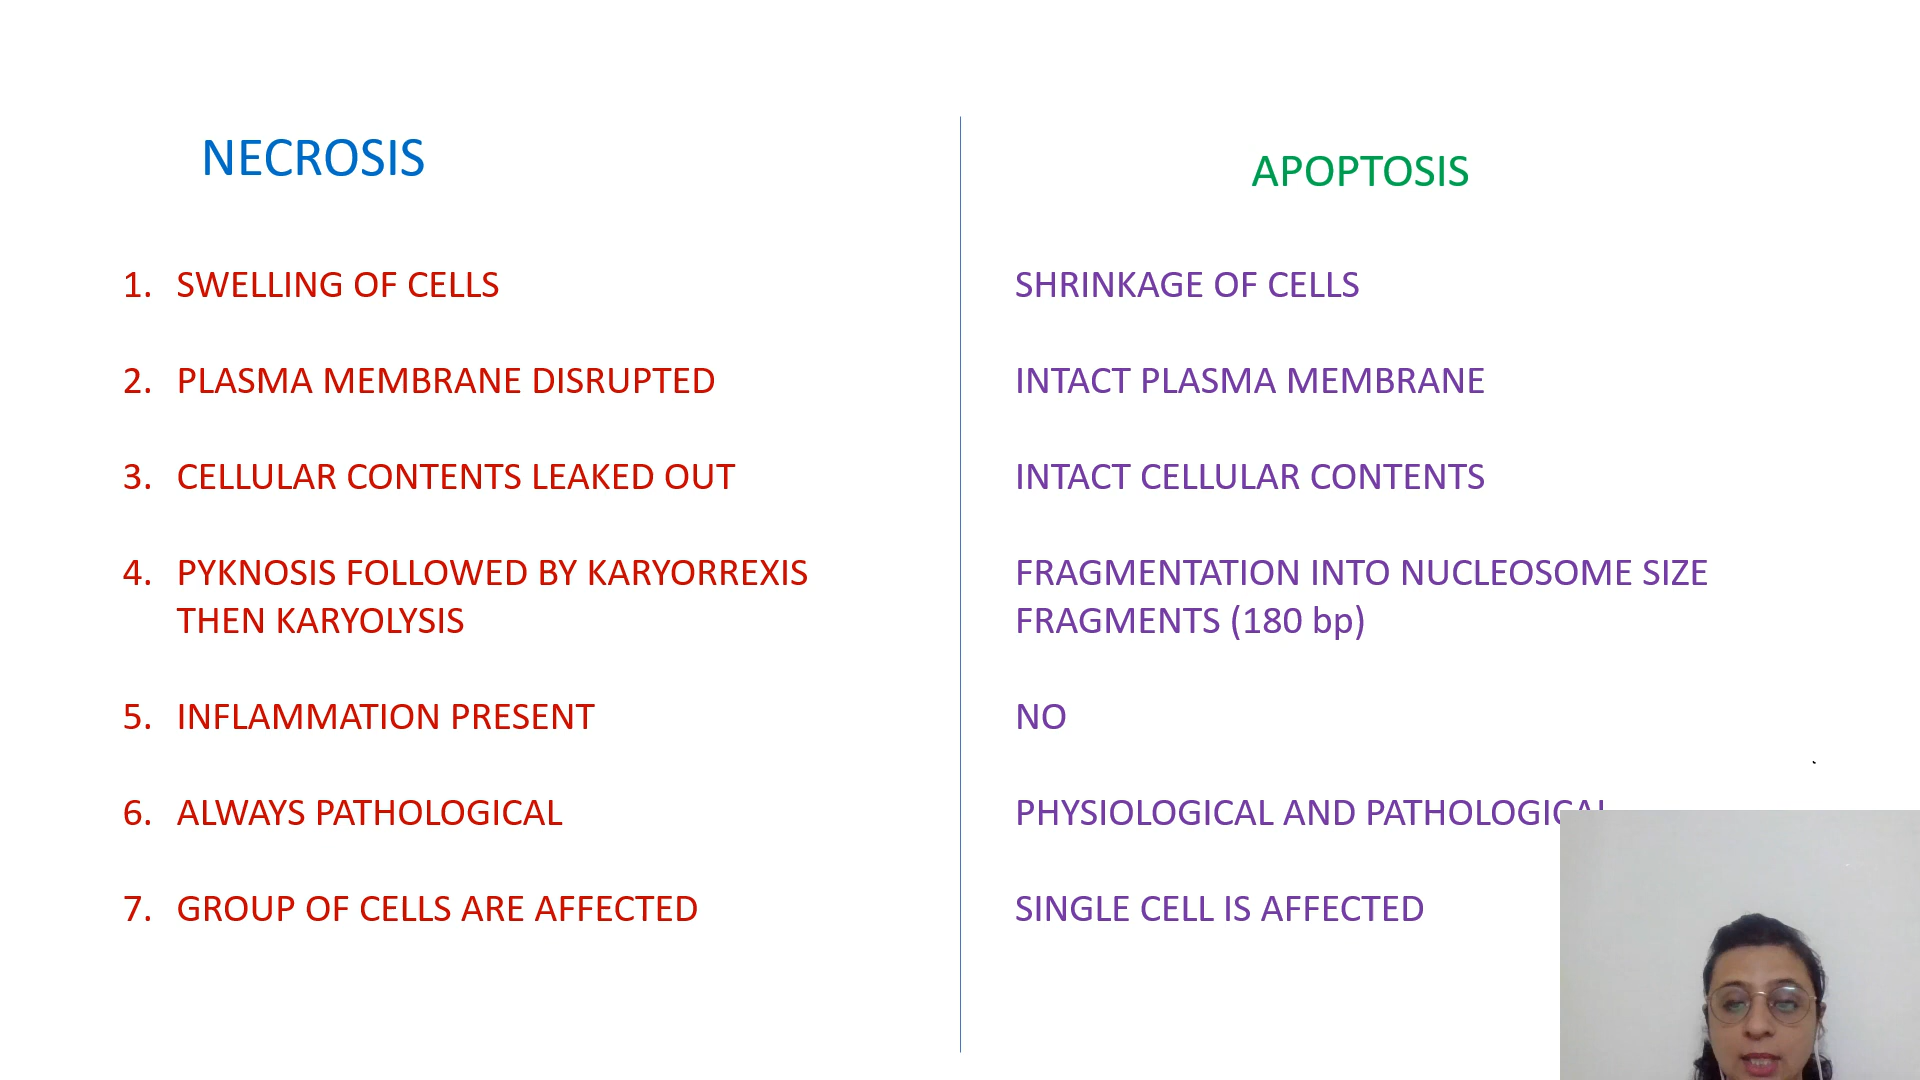 NECROSIS
APOPTOSIS
1. SWELLING OF CELLS
SHRINKAGE OF CELLS
2. PLASMA MEMBRANE DISRUPTED
INTACT PLASMA MEMBRANE
3. CELLULAR CONTENTS LEAKED OUT
INTACT CELLULAR CONTENTS
4. PYKNOSIS FOLLOWED BY KARYORREXIS
THEN KARYOLYSIS
FRAGMENTATION INTO NUCLEOSOME SIZE
FRAGMENTS (180 bp)
5. INFLAMMATION PRESENT
NO
6. ALWAYS PATHOLOGICAL
PHYSIOLOGICAL AND PATHOLOGICAL
7. GROUP OF CELLS ARE AFFECTED
SINGLE CELL IS AFFECTED